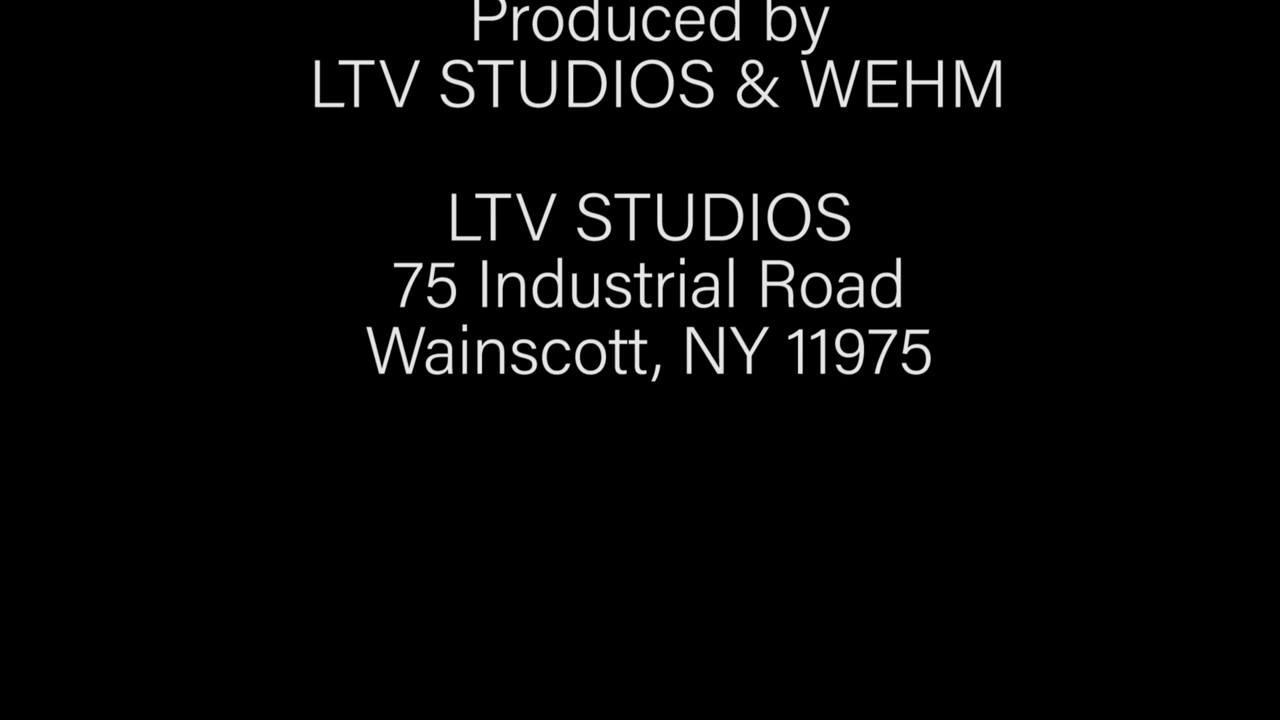 Produced by
LTV STUDIOS & WEHM
LTV STUDIOS
75 Industrial Road
Wainscott, NY 11975